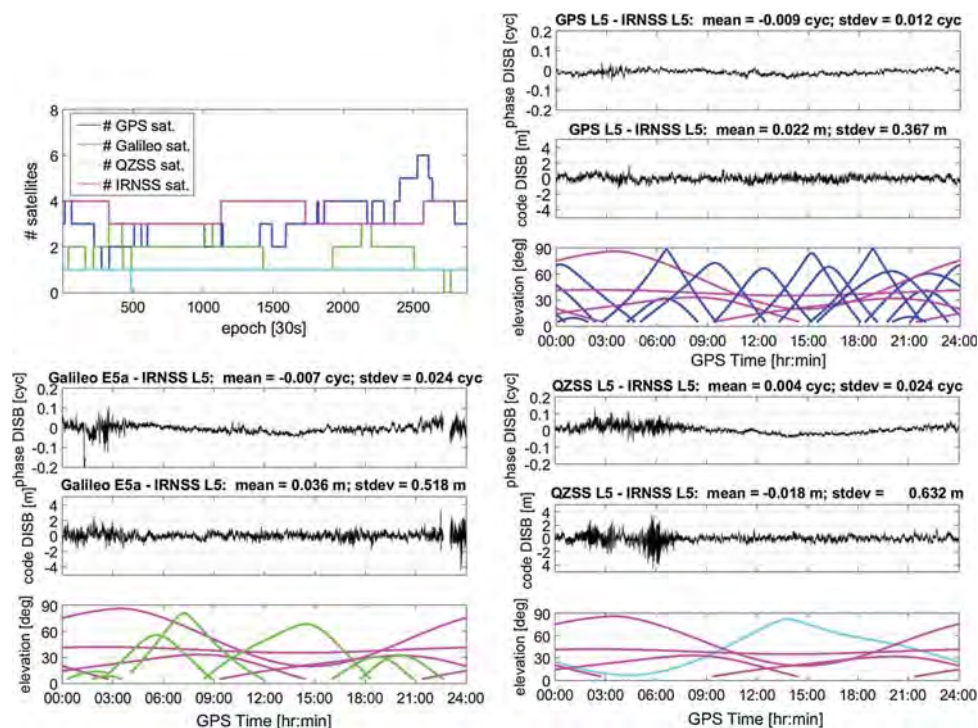 # satellites
8
6
4
2
0
# GPS sat.
# Galileo sat.
# QZSS sat.
# IRNSS sat.
0 500 1000 1500 2000 2500
epoch [30s]
GPS L5 - IRNSS L5: mean = -0.009 cyc; stdev = 0.012 cyc
phase DISB [cyc]
0.2
0.1
0
-0.1
-0.2
GPS L5 - IRNSS L5: mean = 0.022 m; stdev = 0.367 m
code DISB [m]
4
2
0
-2
-4
elevation [deg]
90
60
30
0
00:00 03:00 06:00 09:00 12:00 15:00 18:00 21:00 24:00
GPS Time [hr:min]
Galileo E5a - IRNSS L5: mean = -0.007 cyc; stdev = 0.024 cyc
phase DISB [cyc]
0.2
0.1
0
-0.1
-0.2
Galileo E5a - IRNSS L5: mean = 0.036 m; stdev = 0.518 m
code DISB [m]
4
2
0
-2
-4
elevation [deg]
90
60
30
0
00:00 03:00 06:00 09:00 12:00 15:00 18:00 21:00 24:00
GPS Time [hr:min]
QZSS L5 - IRNSS L5: mean = 0.004 cyc; stdev = 0.024 cyc
phase DISB [cyc]
0.2
0.1
0
-0.1
-0.2
QZSS L5 - IRNSS L5: mean = -0.018 m; stdev = 0.632 m
code DISB [m]
4
2
0
-2
-4
elevation [deg]
90
60
30
0
00:00 03:00 06:00 09:00 12:00 15:00 18:00 21:00 24:00
GPS Time [hr:min]